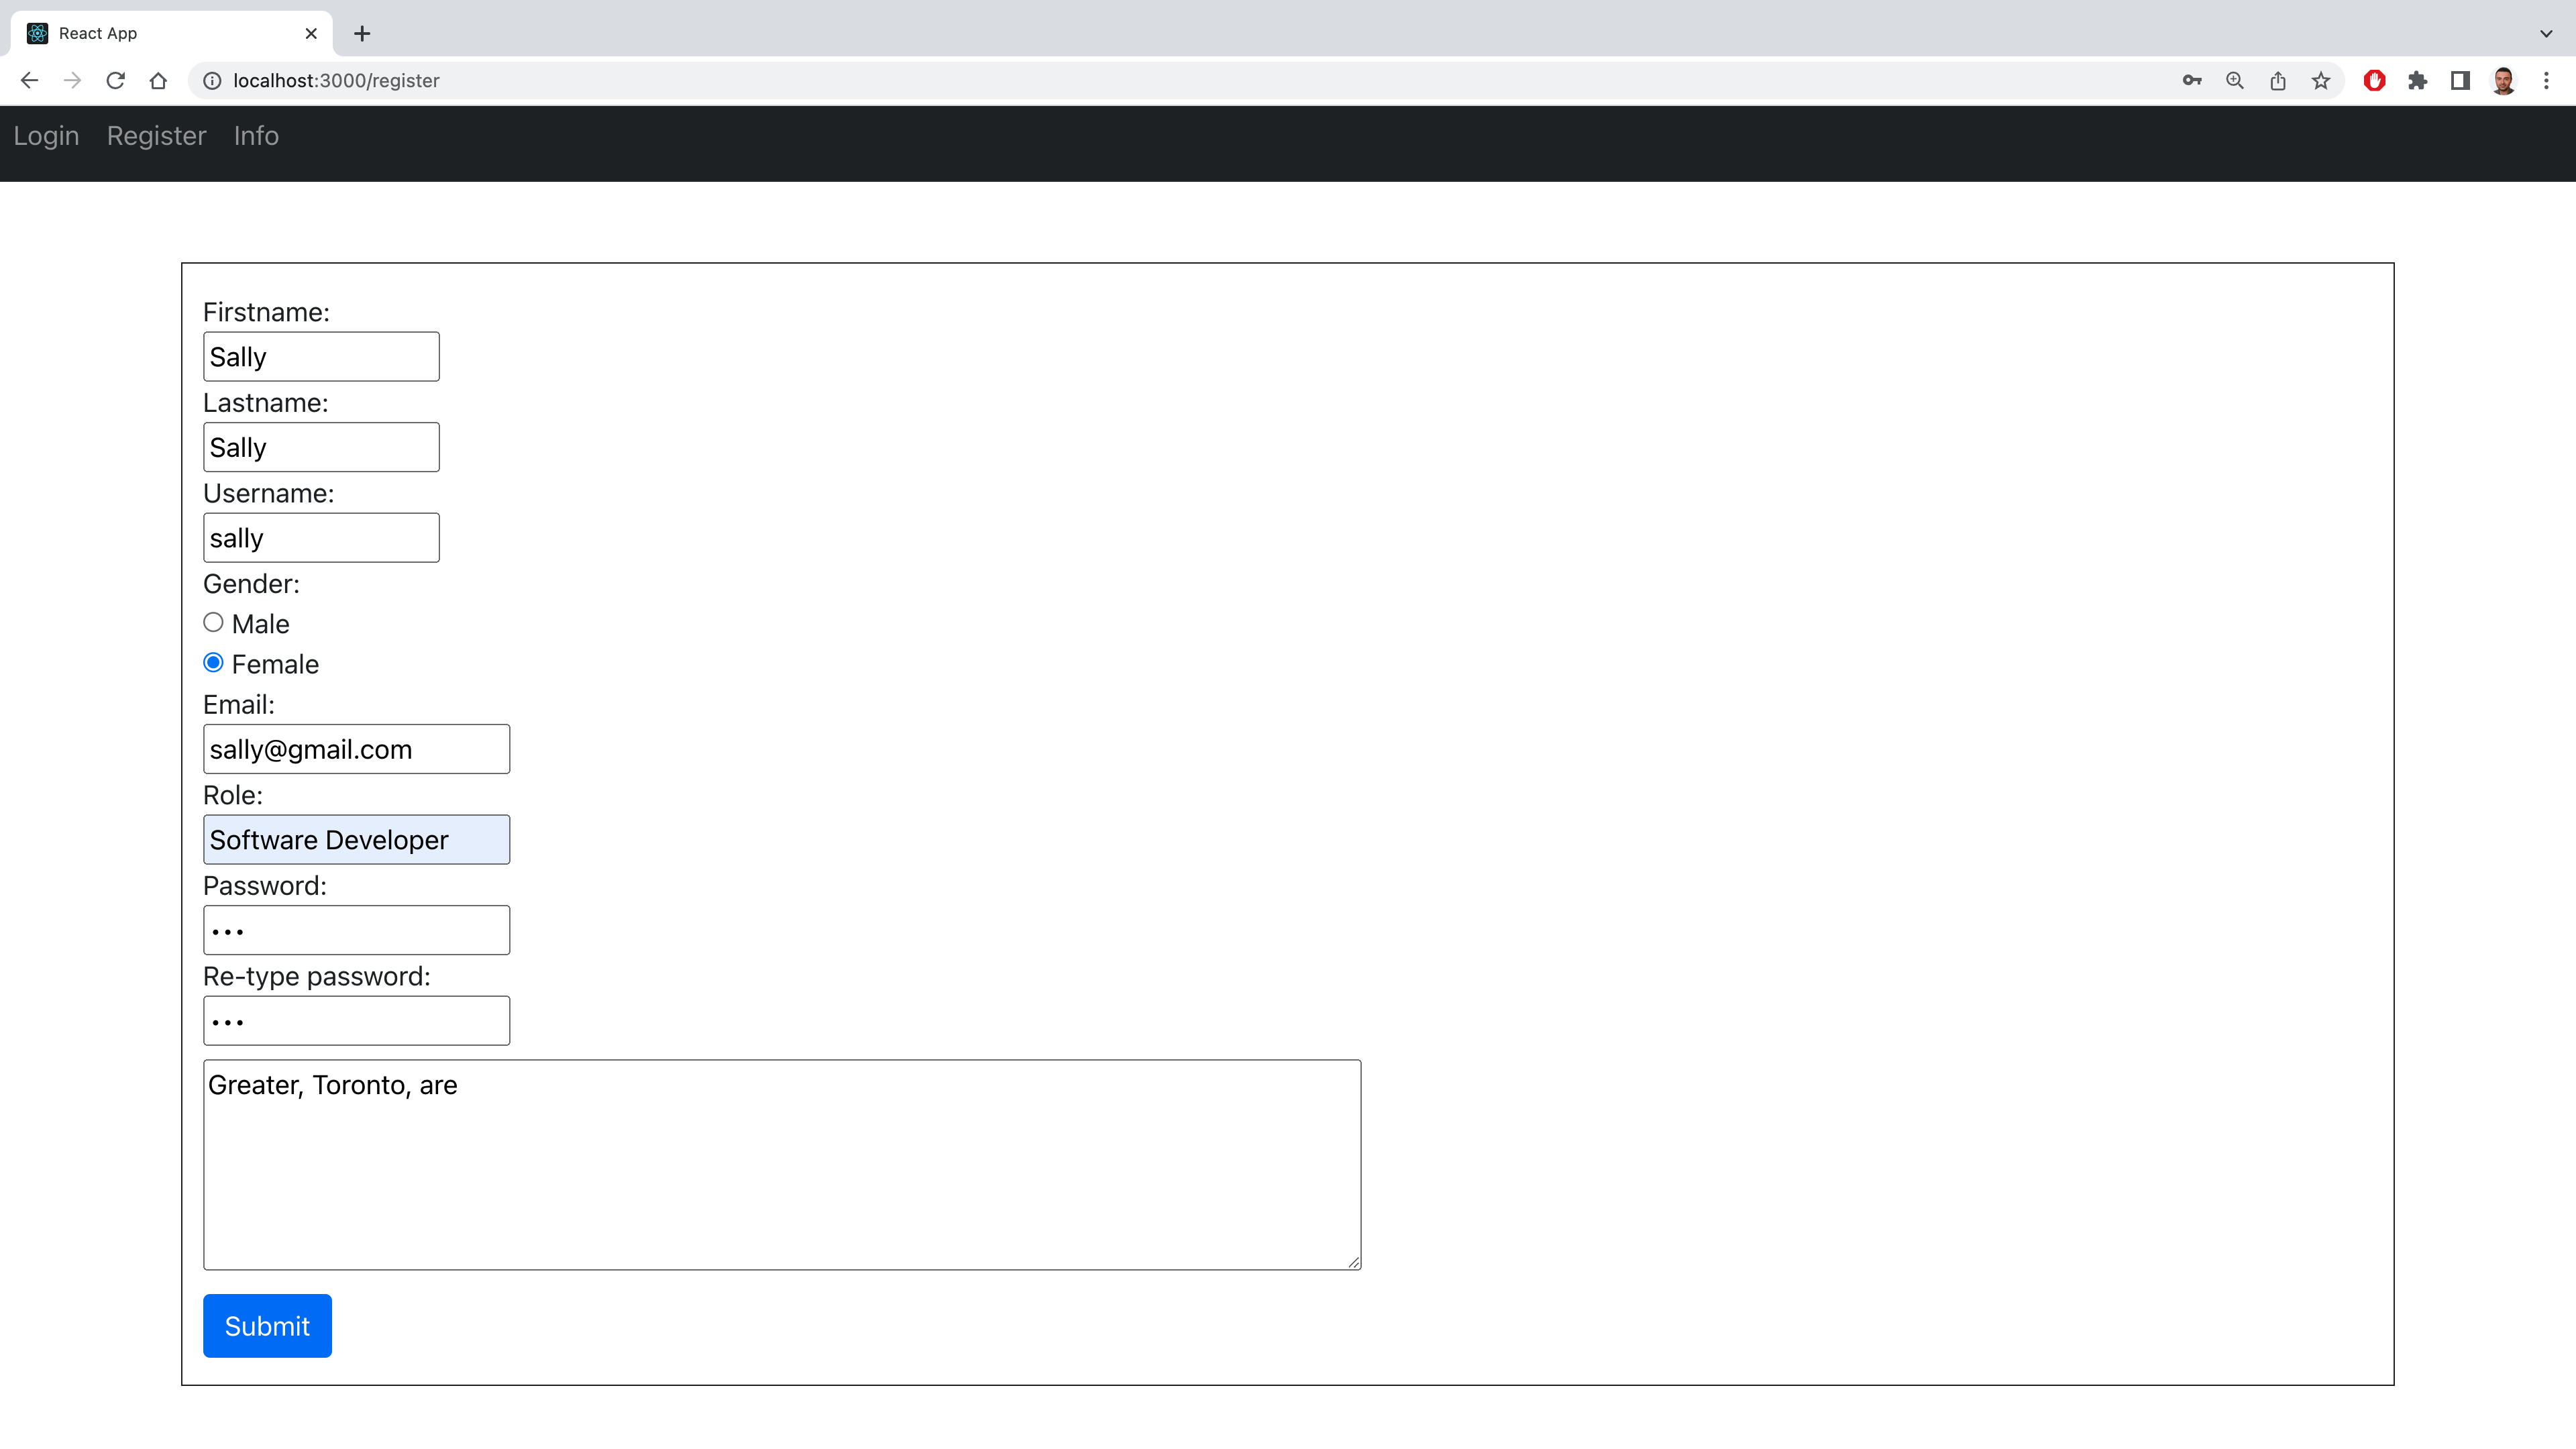 React App
localhost:3000/register
Login Register Info
Firstname:
Sally
Lastname:
Sally
Username:
sally
Gender:
Male
Female
Email:
sally@gmail.com
Role:
Software Developer
Password:
•••
Re-type password:
•••
Greater, Toronto, are
Submit